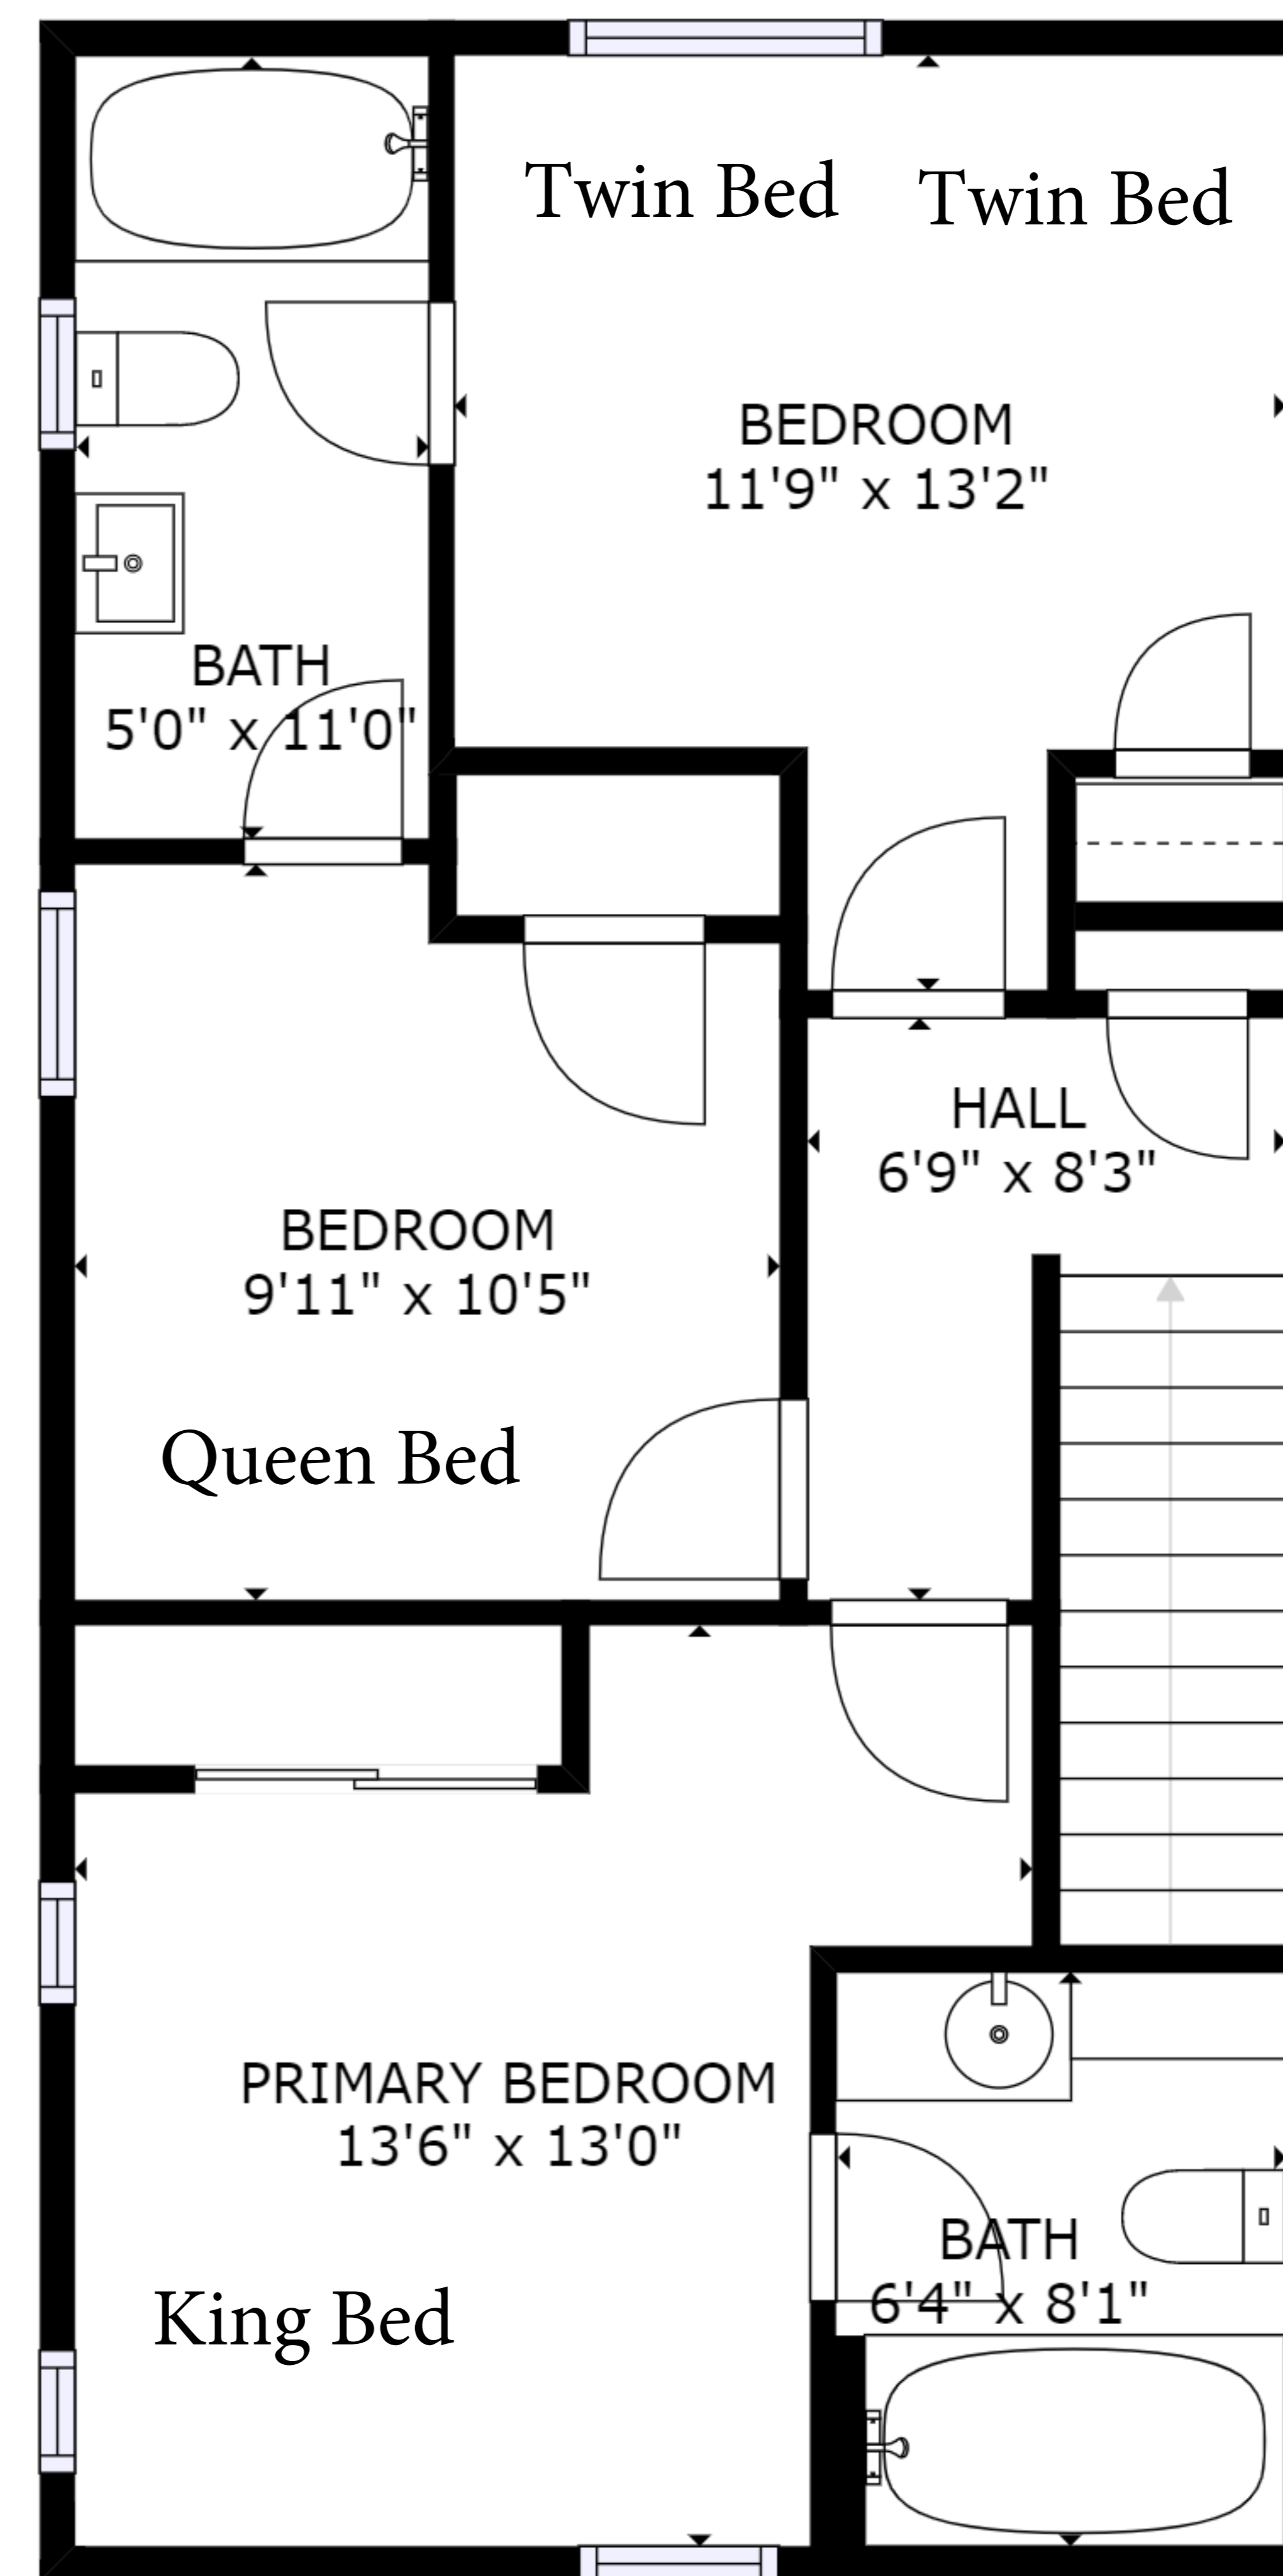 Twin Bed Twin Bed
BEDROOM
11'9" x 13'2"
BATH
5'0" x 11'0"
HALL
6'9" x 8'3"
BEDROOM
9'11" x 10'5"
Queen Bed
PRIMARY BEDROOM
13'6" x 13'0"
BATH
6'4" x 8'1"
King Bed